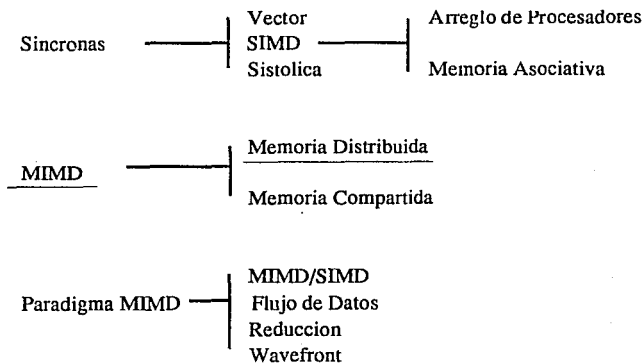 Vector
Arreglo de Procesadores
Sincronas
SIMD
Sistolica
Memoria Asociativa
Memoria Distribuida
MIMD
Memoria Compartida
MIMD/SIMD
Paradigma MIMD
Flujo de Datos
Reduccion
Wavefront